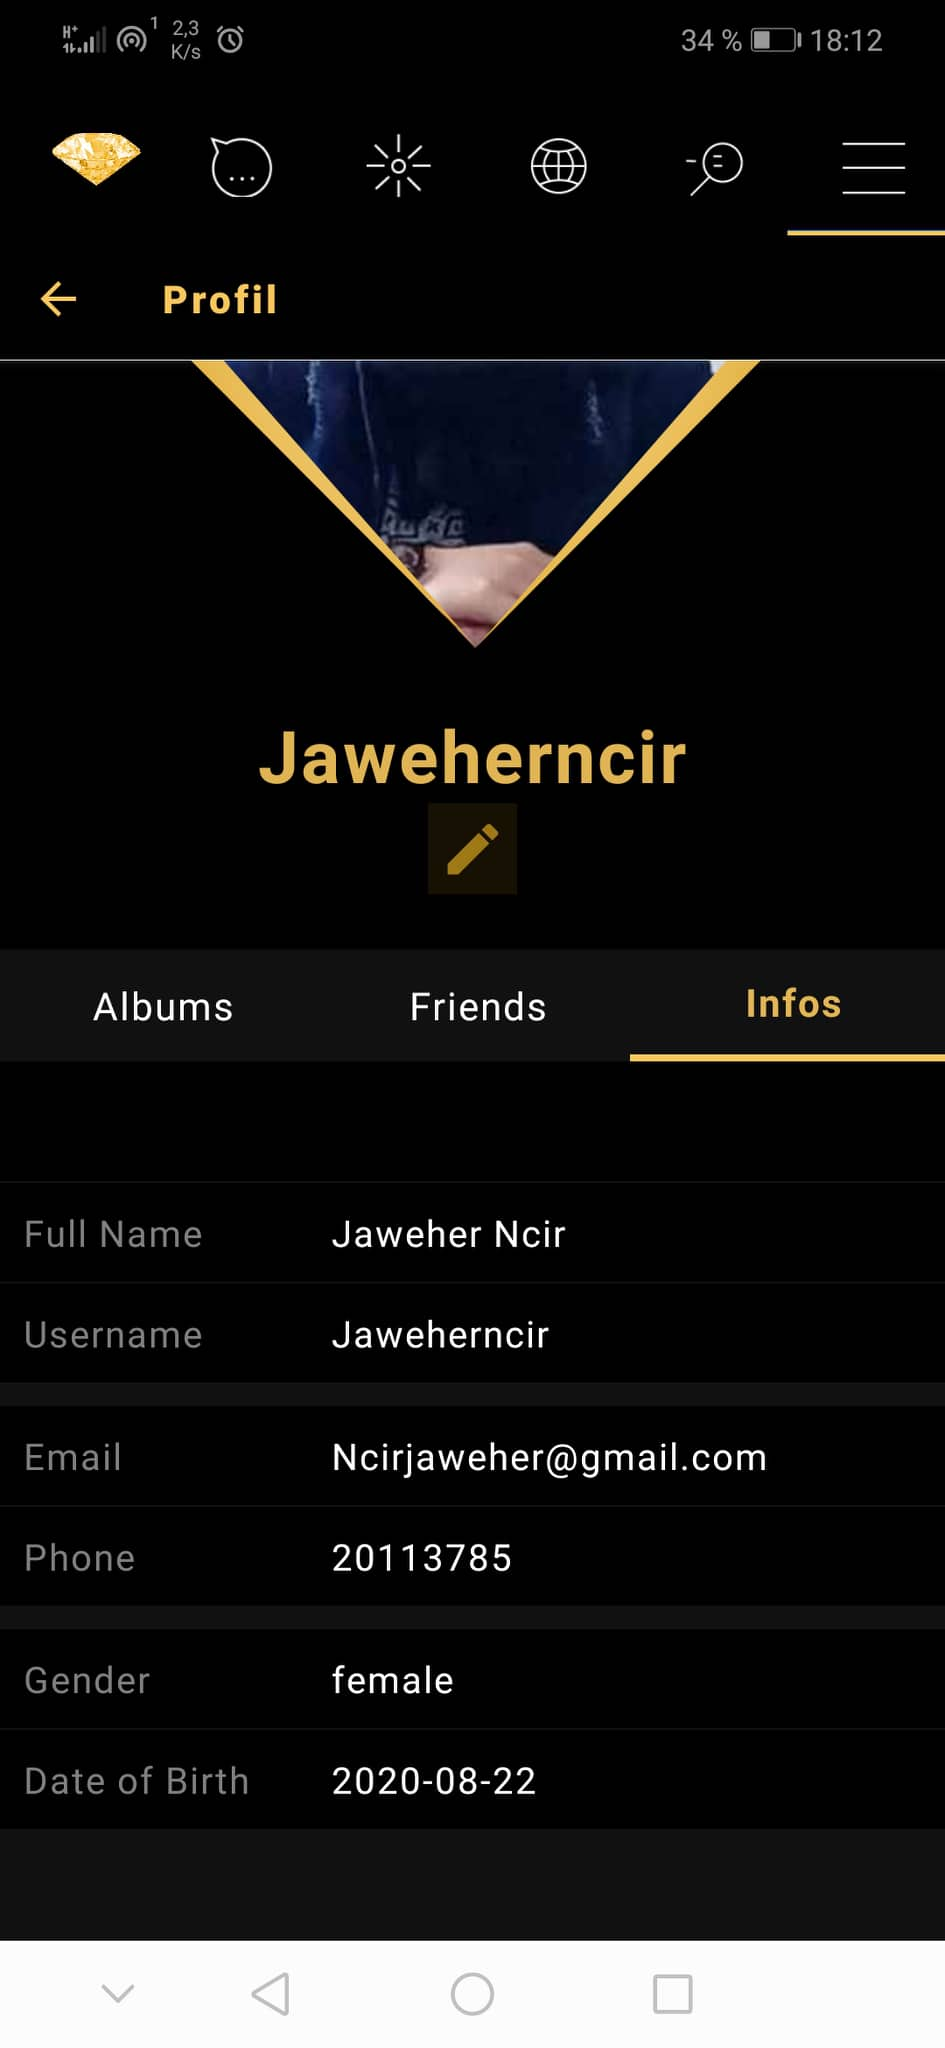 H+
1
2,3
K/s
34 %
18:12
Profil
Jaweherncir
Albums
Friends
Infos
Full Name Jaweher Ncir
Username Jaweherncir
Email Ncirjaweher@gmail.com
Phone 20113785
Gender female
Date of Birth 2020-08-22